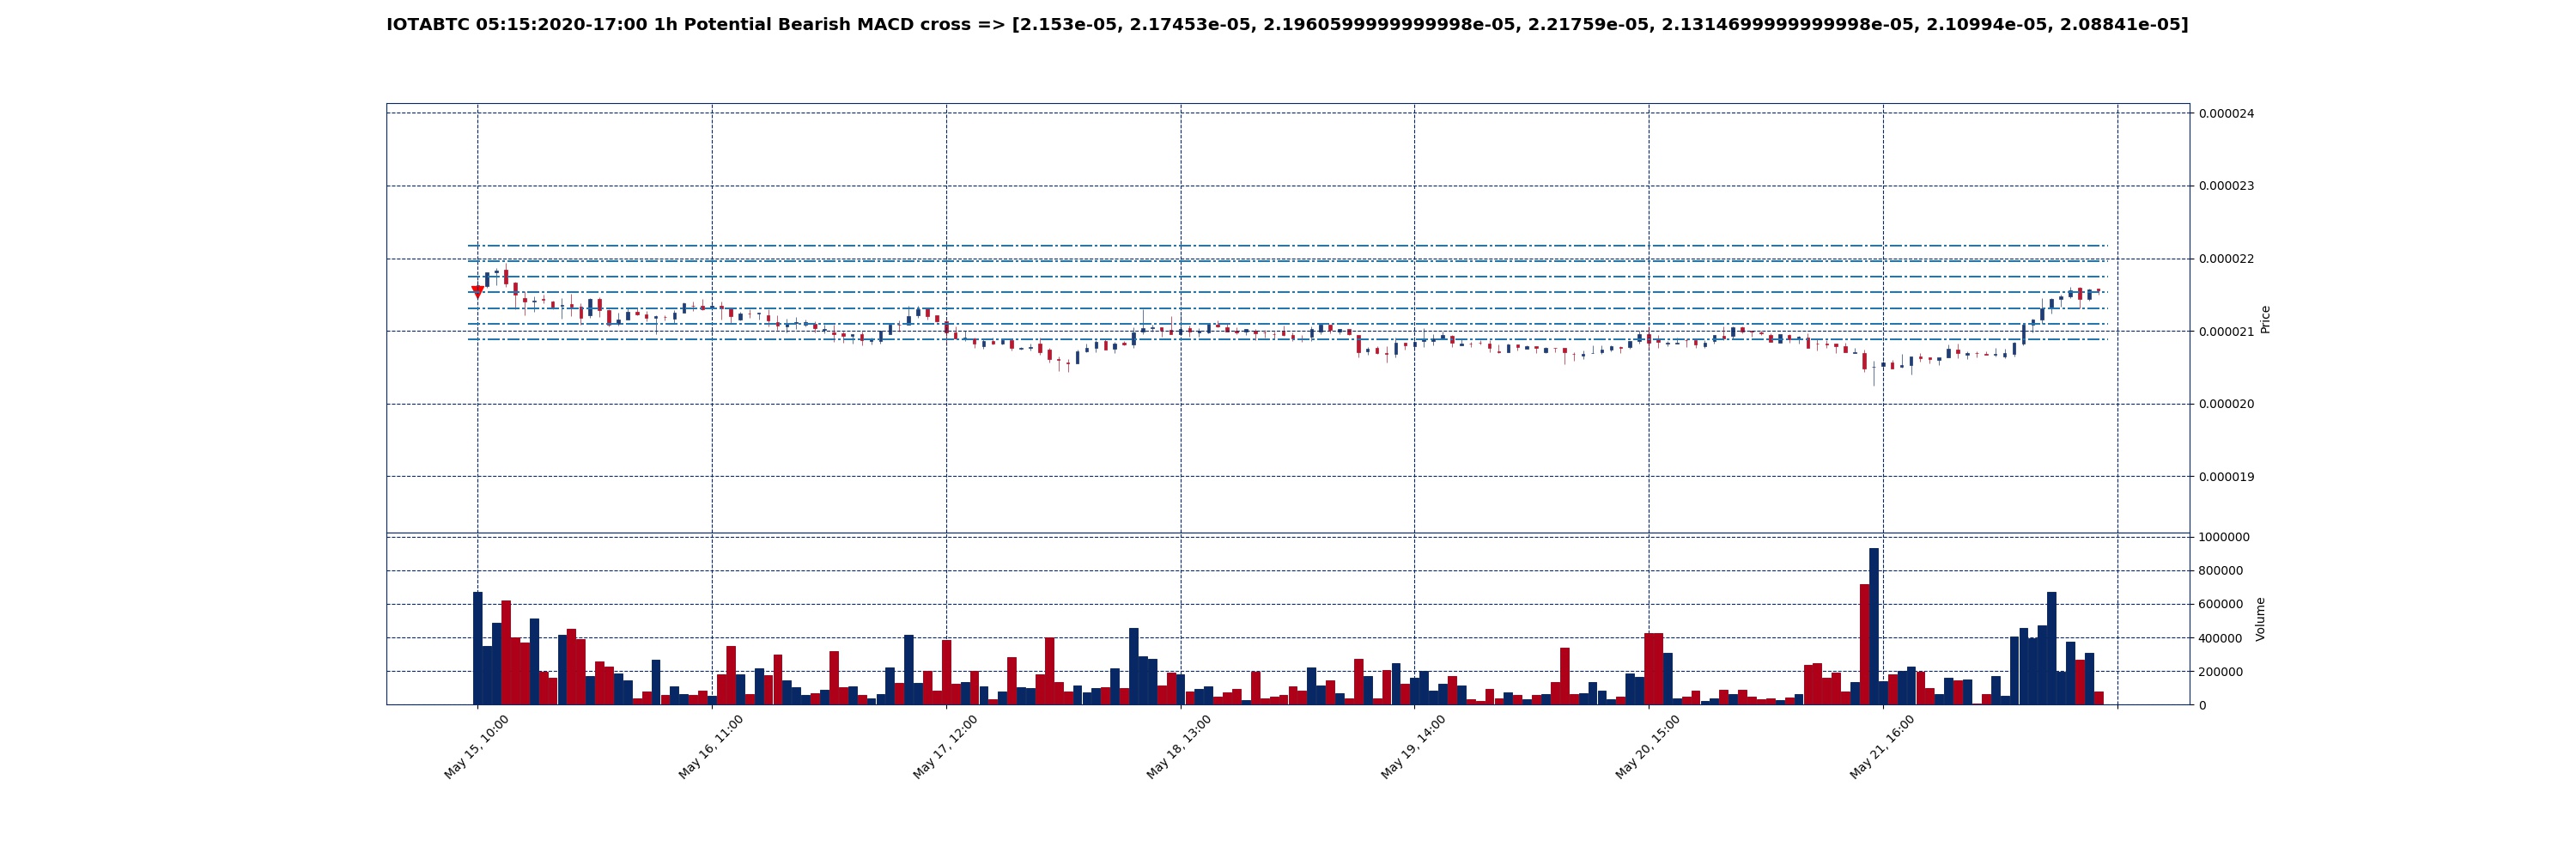 IOTABTC 05:15:2020-17:00 1h Potential Bearish MACD cross => [2.153e-05, 2.17453e-05, 2.1960599999999998e-05, 2.21759e-05, 2.1314699999999998e-05, 2.10994e-05, 2.08841e-05]
0.000024
0.000023
0.000022
0.000021
0.000020
0.000019
Price
1000000
800000
600000
400000
200000
0
Volume
May 15, 10:00
May 16, 11:00
May 17, 12:00
May 18, 13:00
May 19, 14:00
May 20, 15:00
May 21, 16:00